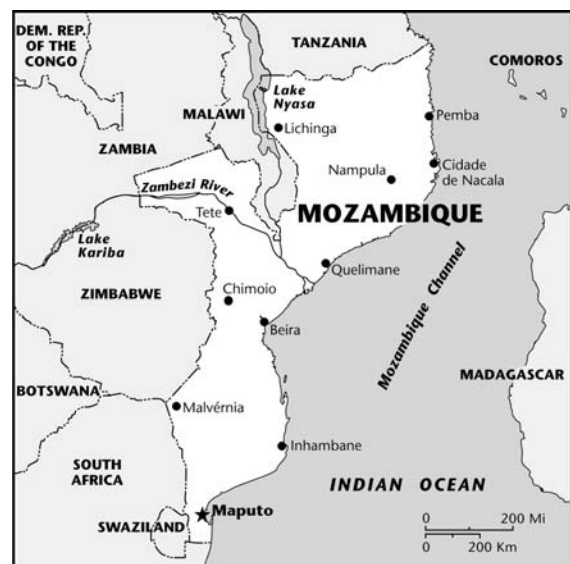 DEM. REP.
OF THE
CONGO
TANZANIA
COMOROS
Lake
Nyasa
MALAWI
Lichinga
Pemba
ZAMBIA
Nampula
Cidade
de Nacala
Zambezi River
Tete
MOZAMBIQUE
Lake
Kariba
Quelimane
ZIMBABWE
Chimoio
Mozambique Channel
Beira
MADAGASCAR
BOTSWANA
Malvérnia
Inhambane
SOUTH
AFRICA
INDIAN OCEAN
Maputo
SWAZILAND
0 200 Mi
0 200 Km